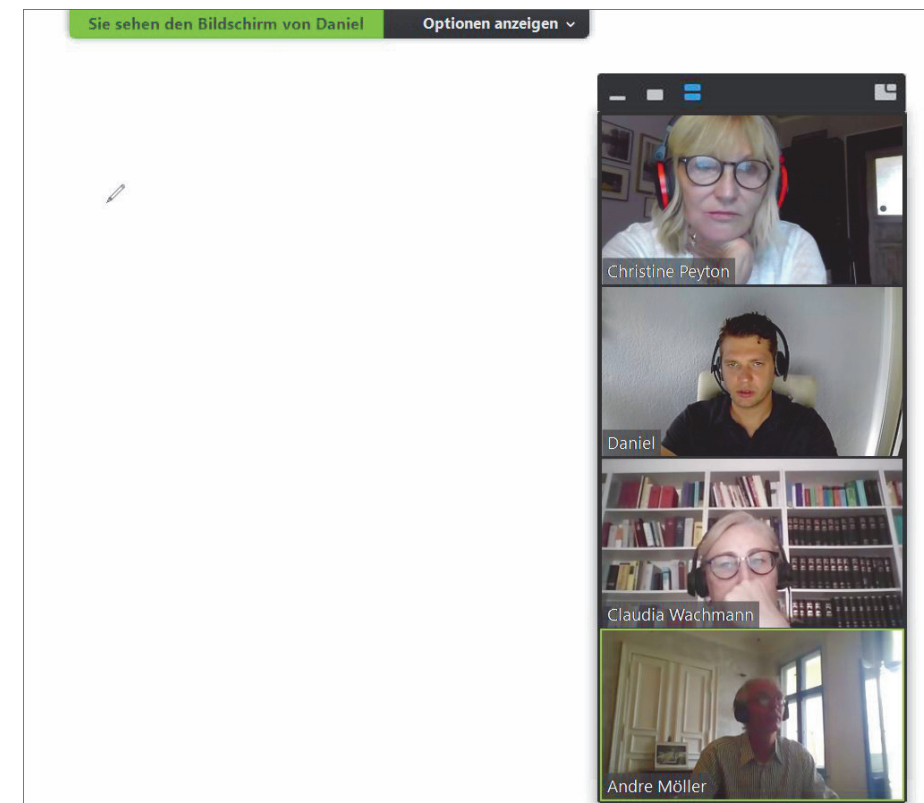 Sie sehen den Bildschirm von Daniel
Optionen anzeigen
Christine Peyton
Daniel
Claudia Wachmann
Andre Möller